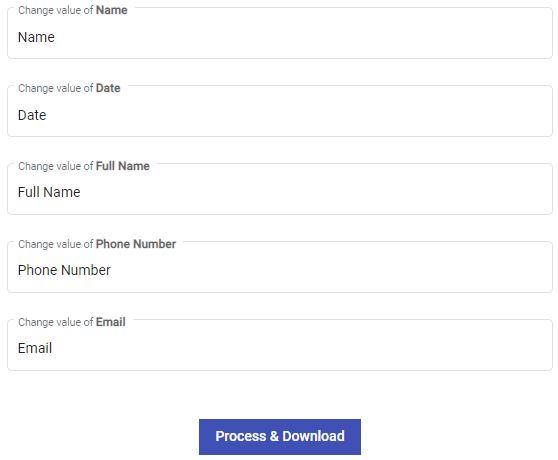 Change value of Name
Name
Change value of Date
Date
Change value of Full Name
Full Name
Change value of Phone Number
Phone Number
Change value of Email
Email
Process & Download